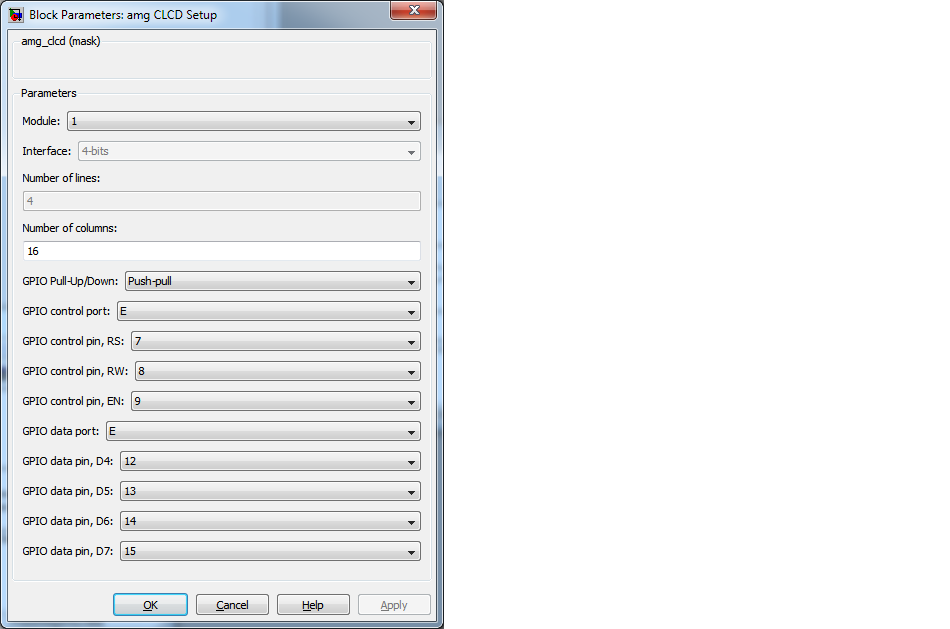 Block Parameters: amg CLCD Setup
amg_clcd (mask)
Parameters
Module: 1
Interface: 4-bits
Number of lines:
4
Number of columns:
16
GPIO Pull-Up/Down: Push-pull
GPIO control port: E
GPIO control pin, RS: 7
GPIO control pin, RW: 8
GPIO control pin, EN: 9
GPIO data port: E
GPIO data pin, D4: 12
GPIO data pin, D5: 13
GPIO data pin, D6: 14
GPIO data pin, D7: 15
OK Cancel Help Apply